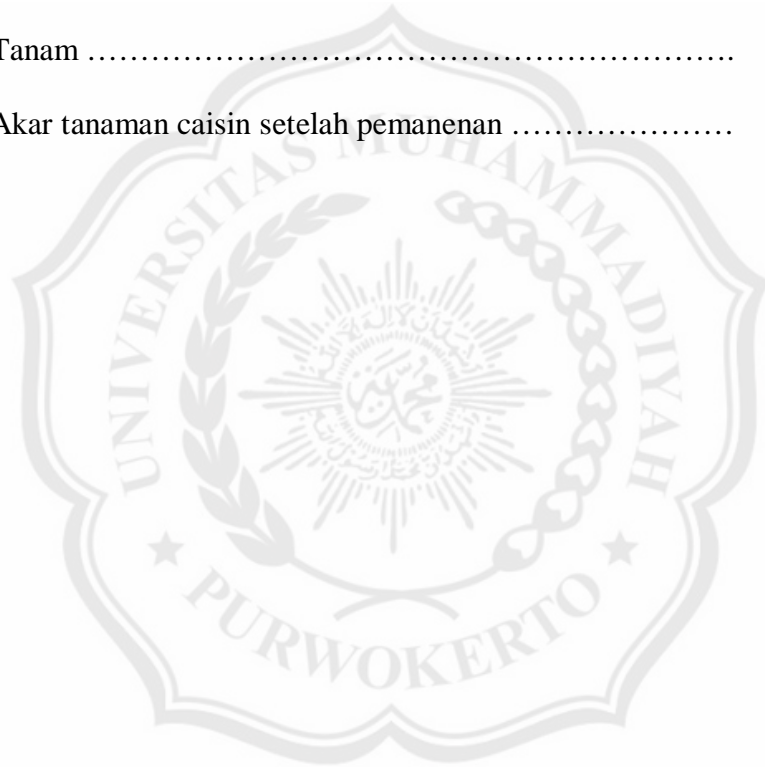 Tanam ……………………………………………………….
Akar tanaman caisin setelah pemanenan …………………
UNIVERSITAS MUHAMMADIYAH
PURWOKERTO